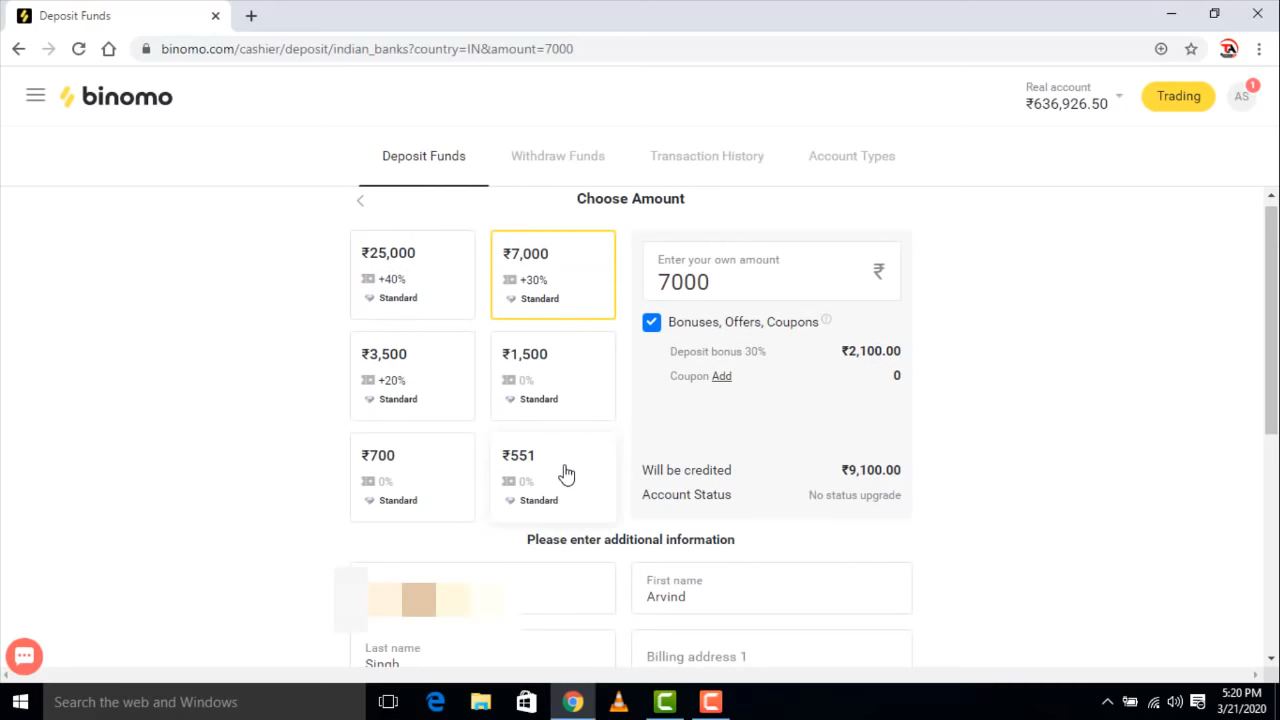 Deposit Funds
binomo.com/cashier/deposit/indian_banks?country=IN&amount=7000
binomo
Real account
₹636,926.50
Trading
AS
1
Deposit Funds
Withdraw Funds
Transaction History
Account Types
Choose Amount
₹25,000
+40%
Standard
₹7,000
+30%
Standard
₹3,500
+20%
Standard
₹1,500
0%
Standard
₹700
0%
Standard
₹551
0%
Standard
Enter your own amount
7000
₹
Bonuses, Offers, Coupons
Deposit bonus 30%
₹2,100.00
Coupon Add
0
Will be credited
₹9,100.00
Account Status
No status upgrade
Please enter additional information
First name
Arvind
Last name
Singh
Billing address 1
Search the web and Windows
5:20 PM
3/21/2020